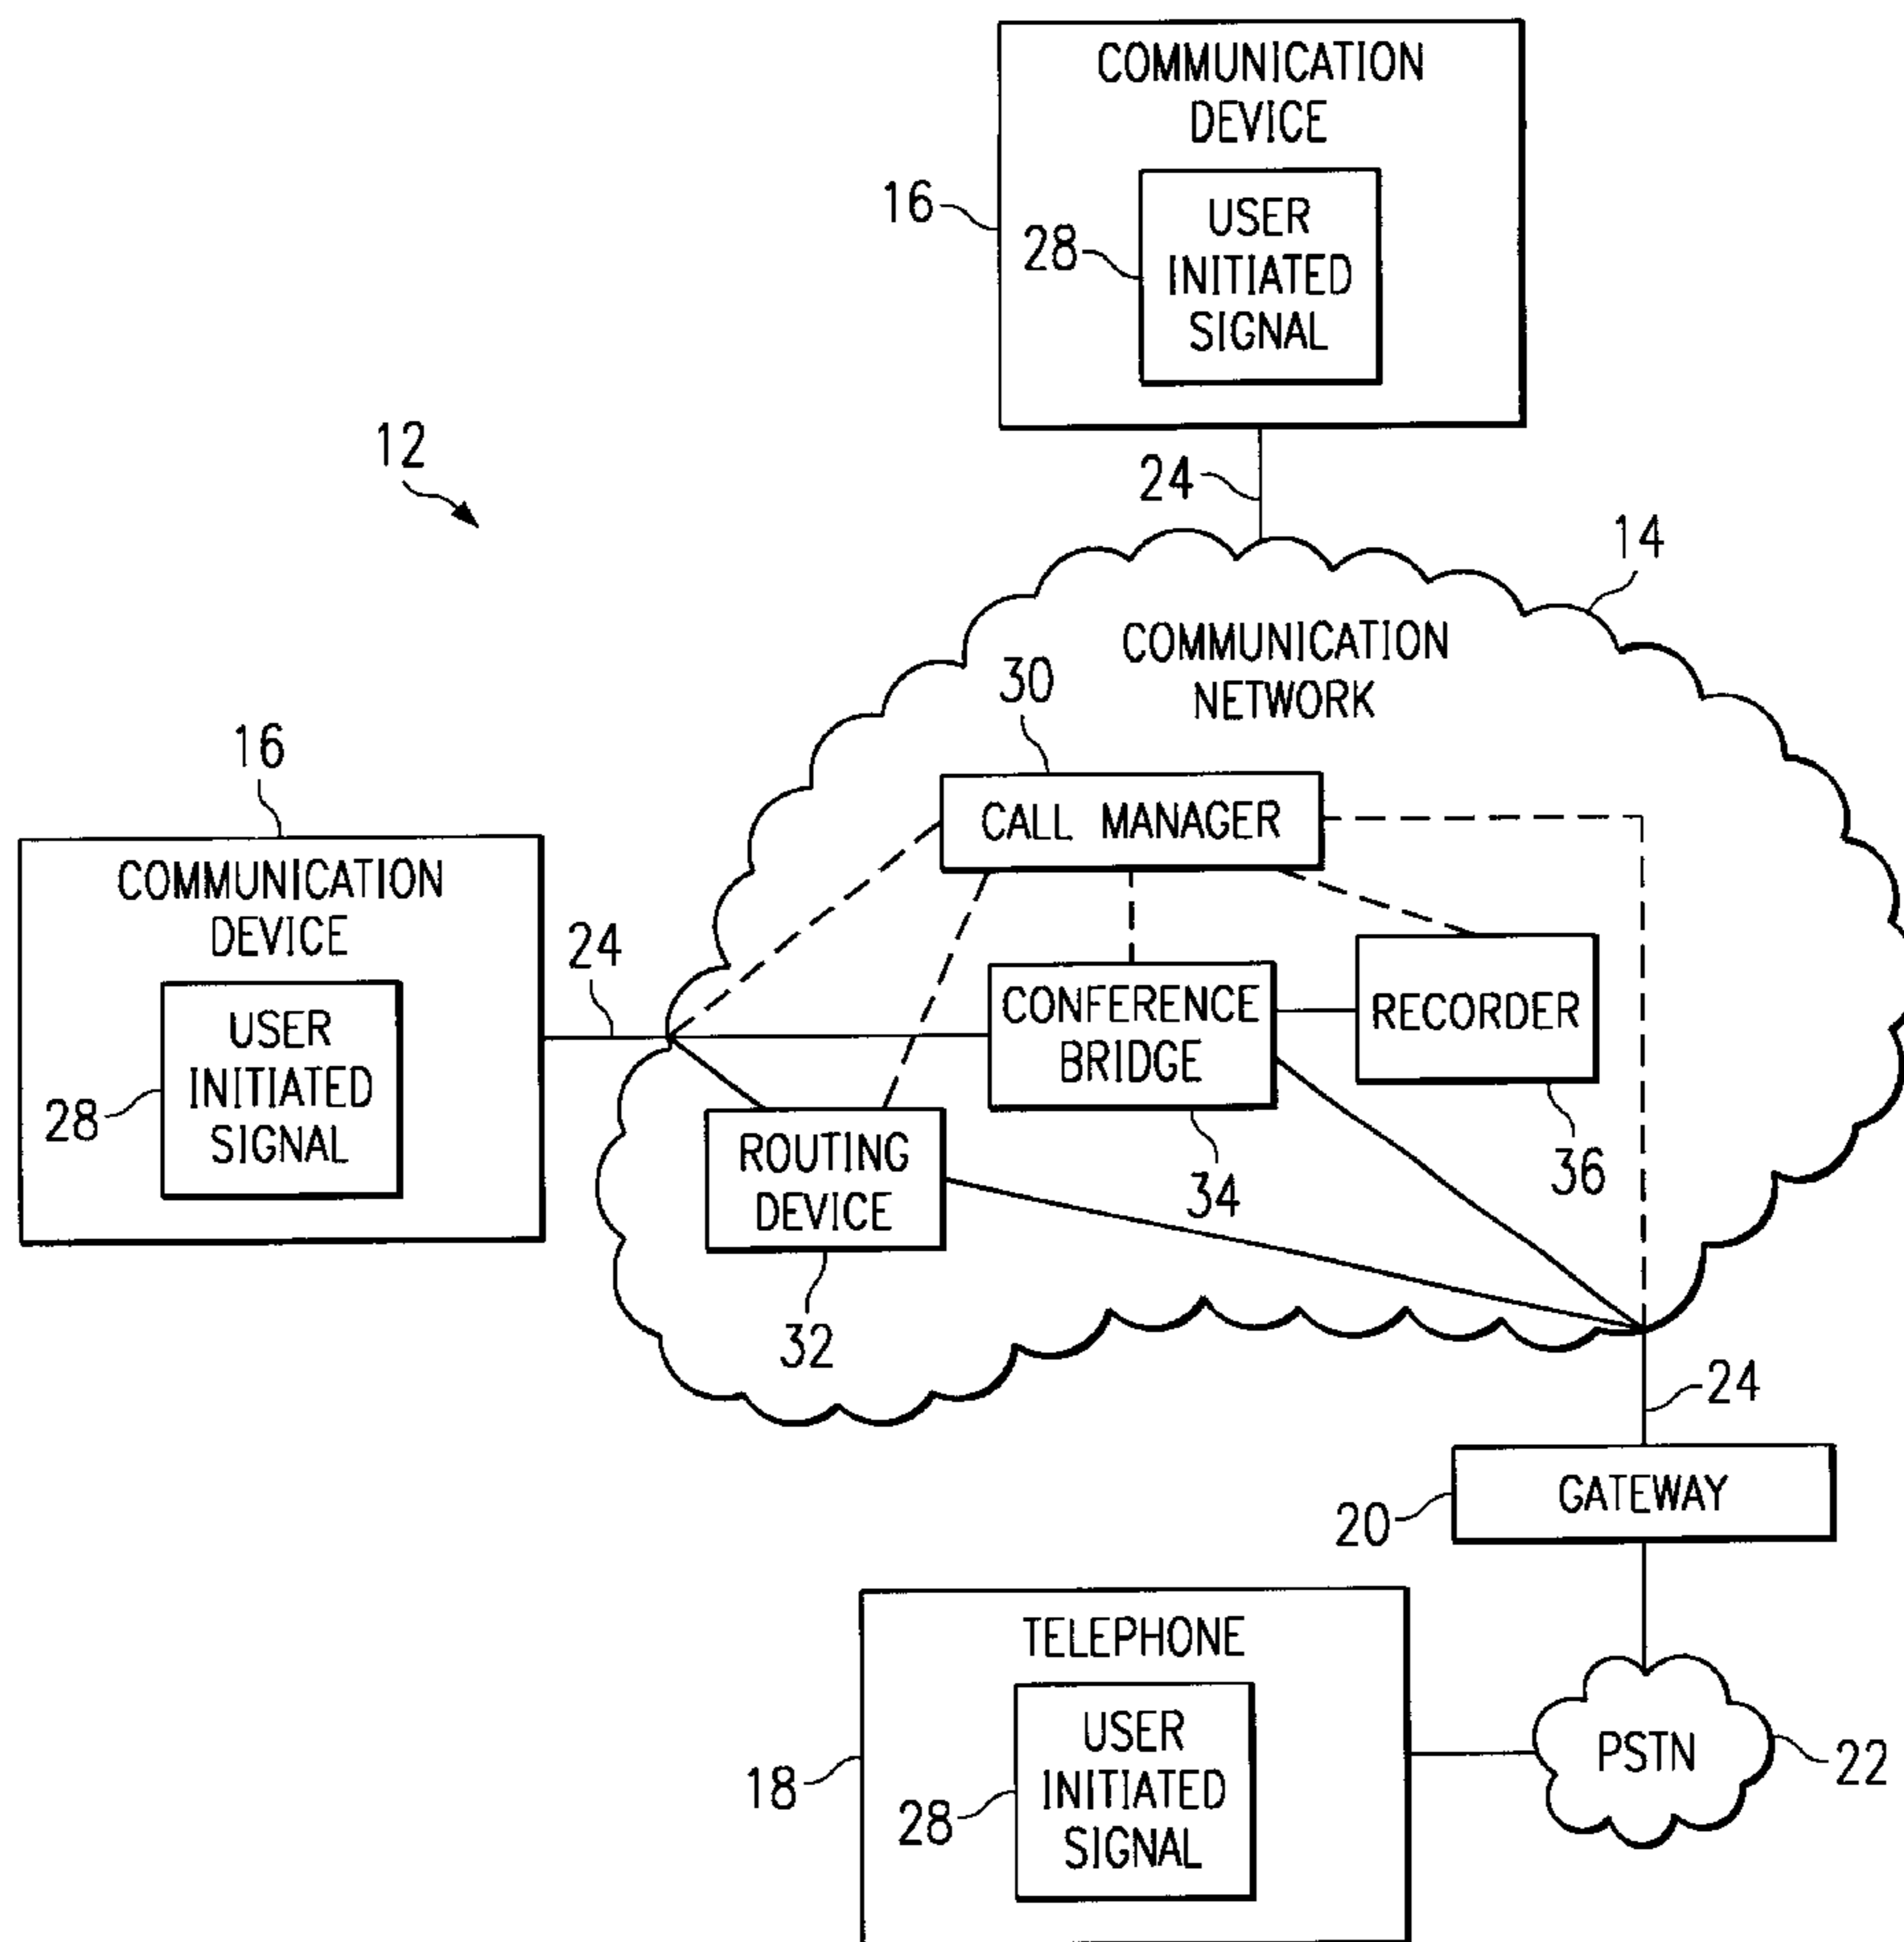 COMMUNICATION
DEVICE
16
28
USER
INITIATED
SIGNAL
12
24
14
COMMUNICATION
NETWORK
30
16
CALL MANAGER
COMMUNICATION
DEVICE
24
CONFERENCE
BRIDGE
RECORDER
USER
INITIATED
SIGNAL
28
ROUTING
DEVICE
34
36
32
24
GATEWAY
20
TELEPHONE
USER
INITIATED
SIGNAL
18
28
PSTN
22